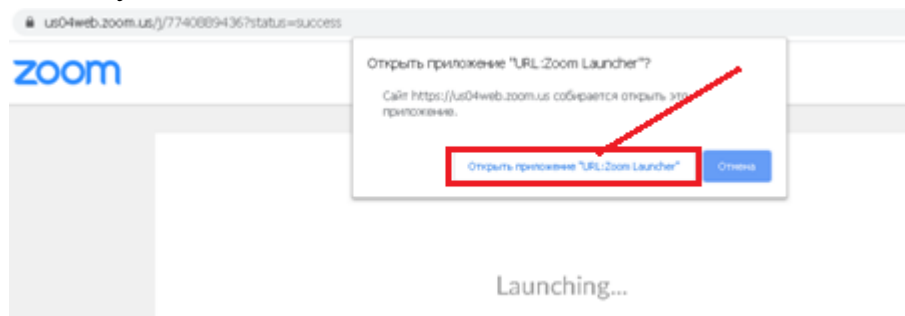 us04web.zoom.us/j/7740889436?status=success
zoom
Открыть приложение "URL:Zoom Launcher"?
Сайт https://us04web.zoom.us собирается открыть это
приложение.
Открыть приложение "URL:Zoom Launcher"
Отмена
Launching...